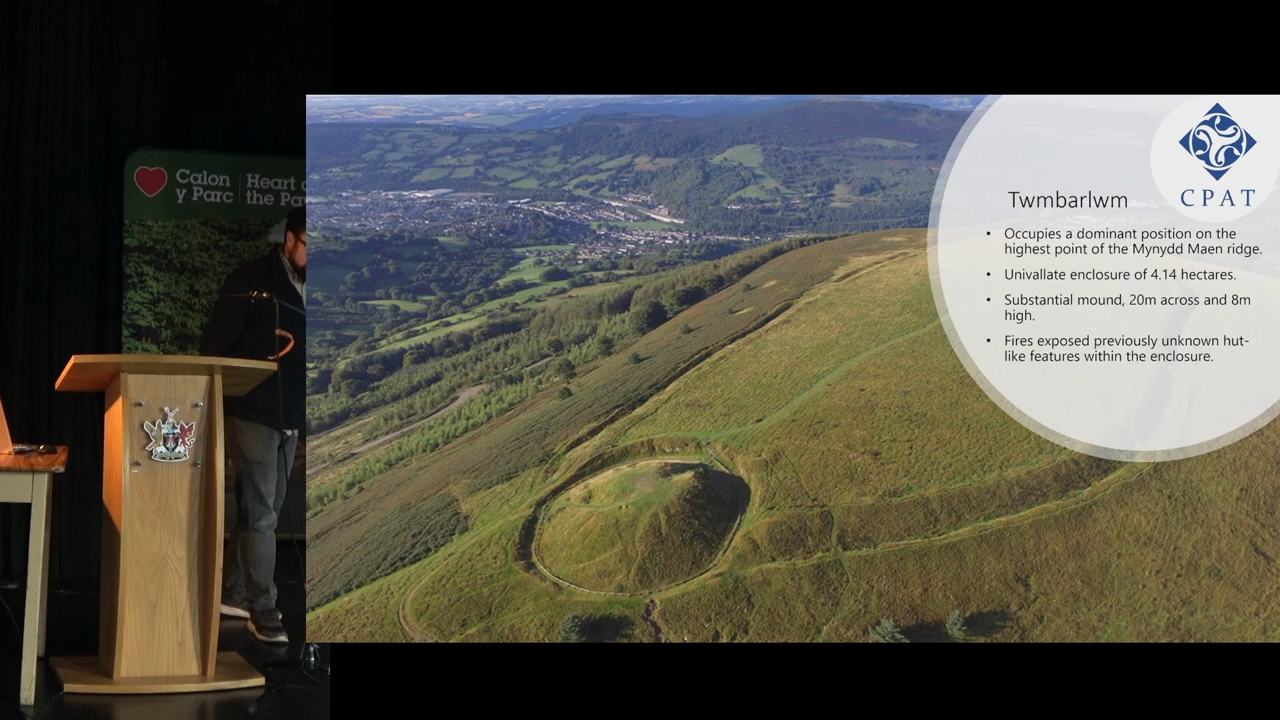 Calon
y Parc
Heart
the Pa
CPAT
Twmbarlwm
• Occupies a dominant position on the
highest point of the Mynydd Maen ridge.
• Univallate enclosure of 4.14 hectares.
• Substantial mound, 20m across and 8m
high.
• Fires exposed previously unknown hut-
like features within the enclosure.